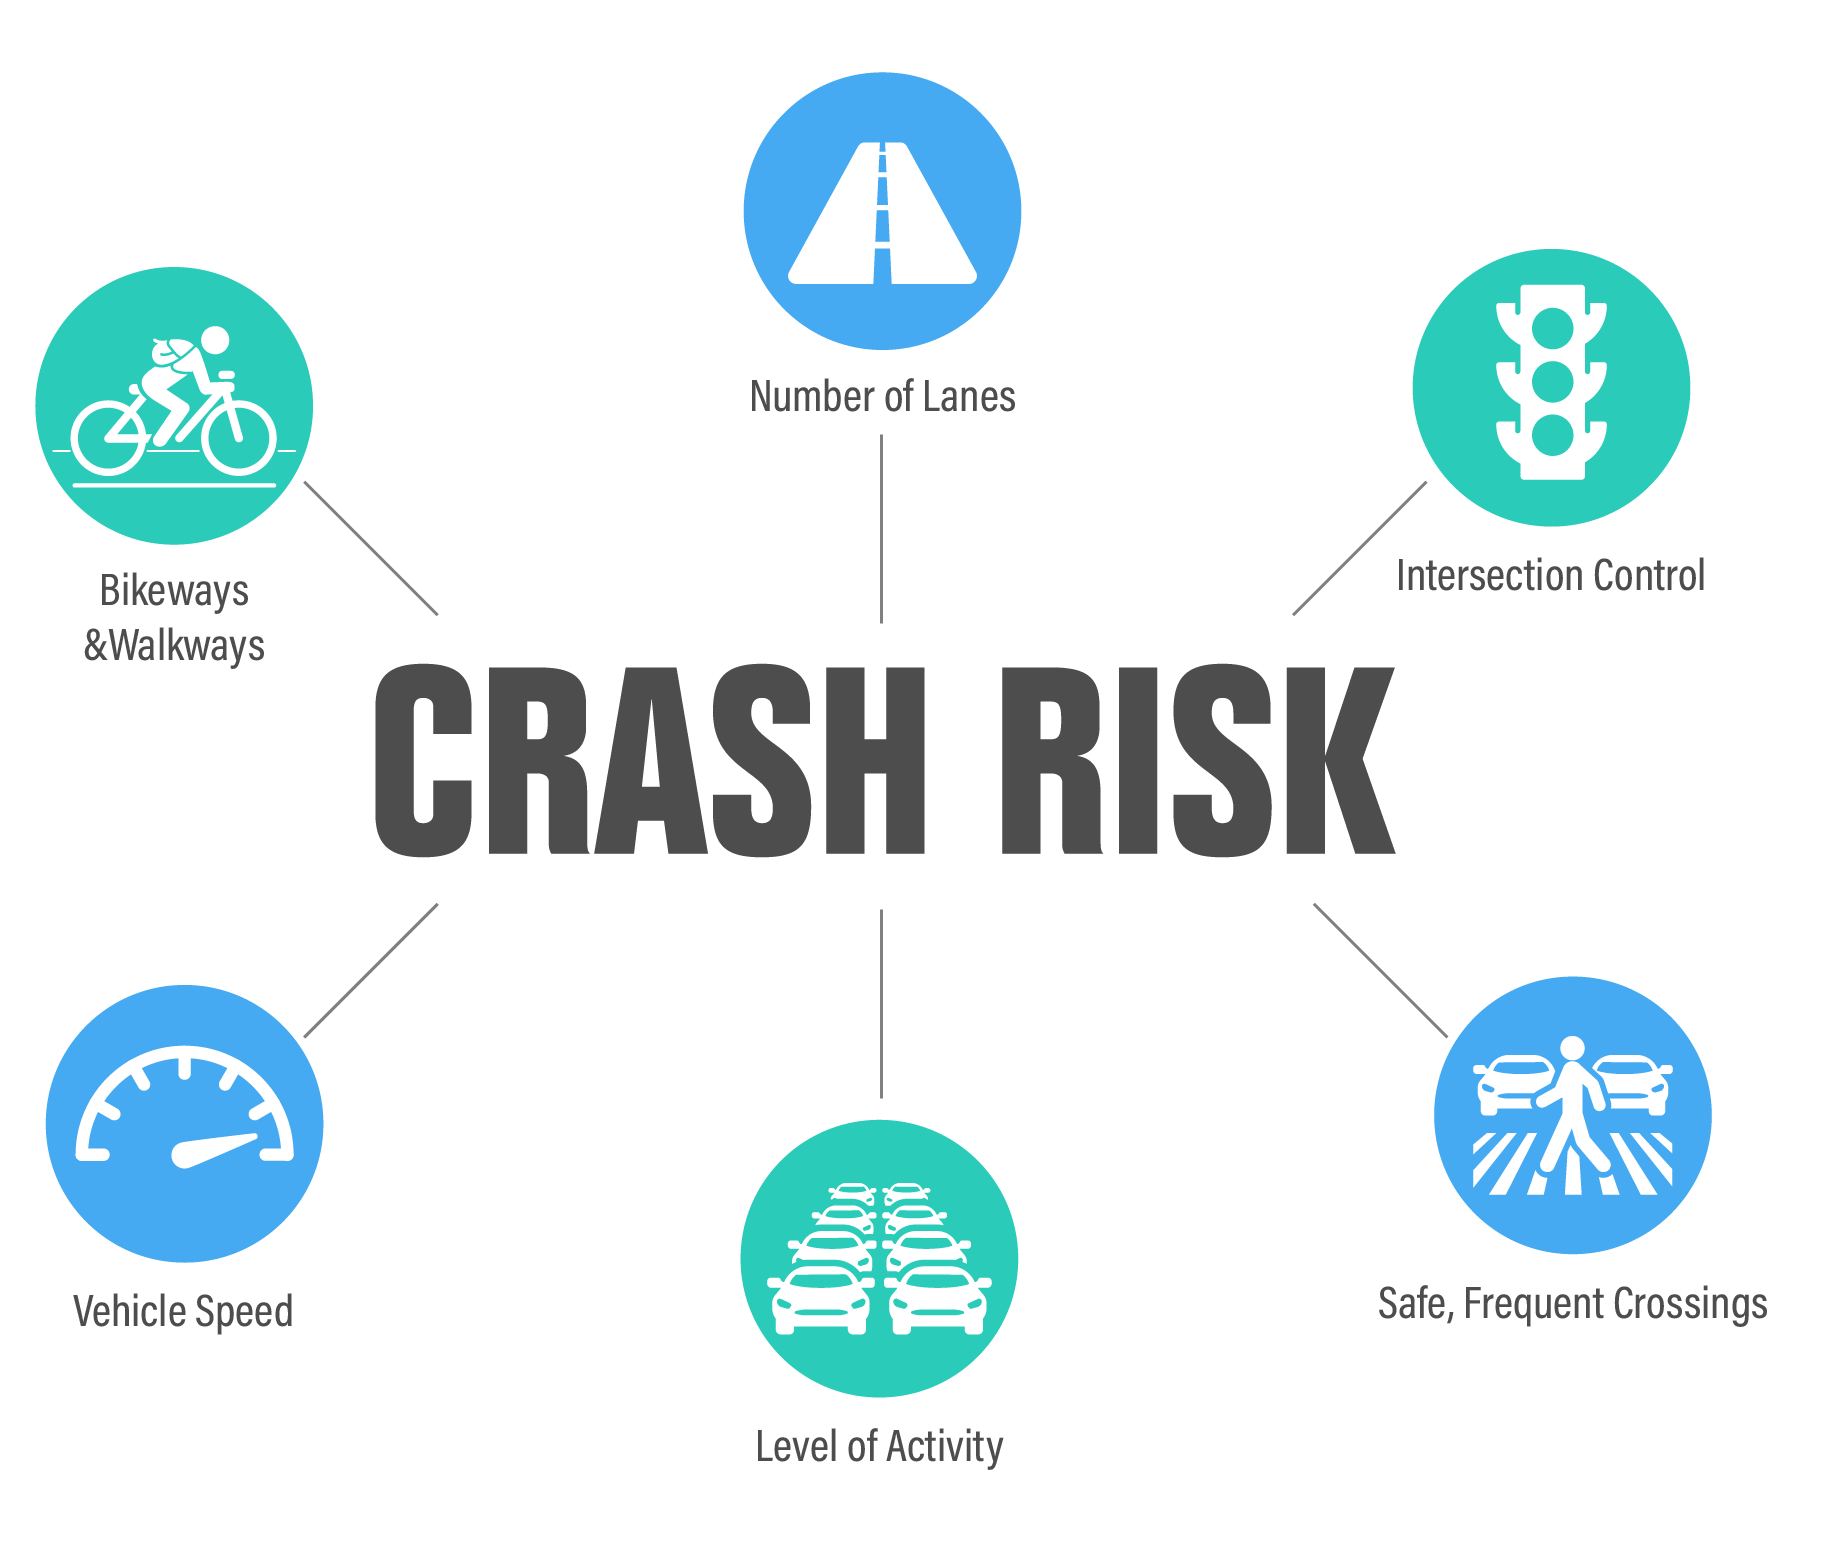 Number of Lanes
Intersection Control
Bikeways
&Walkways
CRASH RISK
Vehicle Speed
Level of Activity
Safe, Frequent Crossings